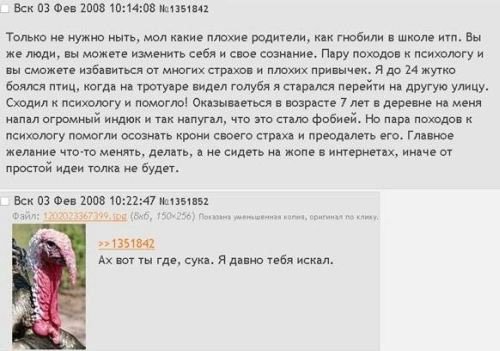 Вск 03 Фев 2008 10:14:08 №1351842
Только не нужно ныть, мол какие плохие родители, как гнобили в школе итп. Вы
же люди, вы можете изменить себя и свое сознание. Пару походов к психологу и
вы сможете избавиться от многих страхов и плохих привычек. Я до 24 жутко
боялся птиц, когда на тротуаре видел голубя я старался перейти на другую улицу.
Сходил к психологу и помогло! Оказываеться в возрасте 7 лет в деревне на меня
напал огромный индюк и так напугал, что это стало фобией. Но пара походов к
психологу помогли осознать крони своего страха и преодалеть его. Главное
желание что-то менять, делать, а не сидеть на жопе в интернетах, иначе от
простой идеи толка не будет.
Вск 03 Фев 2008 10:22:47 №1351852
Файл: 1202023367399.jpg (8кб, 150×256) Показана уменьшенная копия, оригинал по клику.
>>1351842
Ах вот ты где, сука. Я давно тебя искал.